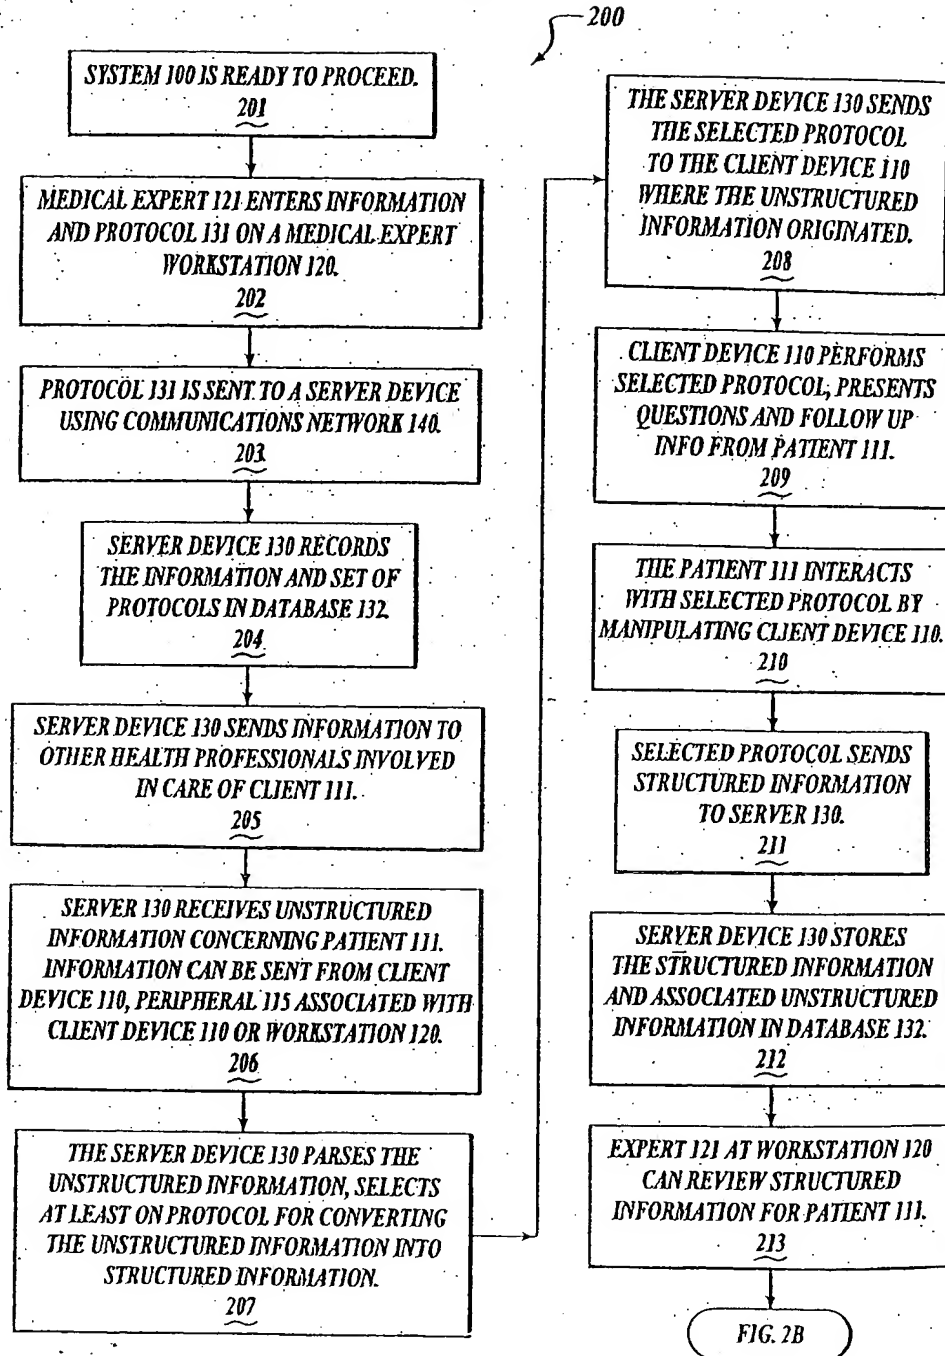 200
SYSTEM 100 IS READY TO PROCEED.
201
MEDICAL EXPERT 121 ENTERS INFORMATION
AND PROTOCOL 131 ON A MEDICAL EXPERT
WORKSTATION 120.
202
PROTOCOL 131 IS SENT TO A SERVER DEVICE
USING COMMUNICATIONS NETWORK 140.
203
SERVER DEVICE 130 RECORDS
THE INFORMATION AND SET OF
PROTOCOLS IN DATABASE 132.
204
SERVER DEVICE 130 SENDS INFORMATION TO
OTHER HEALTH PROFESSIONALS INVOLVED
IN CARE OF CLIENT 111.
205
SERVER 130 RECEIVES UNSTRUCTURED
INFORMATION CONCERNING PATIENT 111.
INFORMATION CAN BE SENT FROM CLIENT
DEVICE 110, PERIPHERAL 115 ASSOCIATED WITH
CLIENT DEVICE 110 OR WORKSTATION 120.
206
THE SERVER DEVICE 130 PARSES THE
UNSTRUCTURED INFORMATION, SELECTS
AT LEAST ON PROTOCOL FOR CONVERTING
THE UNSTRUCTURED INFORMATION INTO
STRUCTURED INFORMATION.
207
THE SERVER DEVICE 130 SENDS
THE SELECTED PROTOCOL
TO THE CLIENT DEVICE 110
WHERE THE UNSTRUCTURED
INFORMATION ORIGINATED.
208
CLIENT DEVICE 110 PERFORMS
SELECTED PROTOCOL, PRESENTS
QUESTIONS AND FOLLOW UP
INFO FROM PATIENT 111.
209
THE PATIENT 111 INTERACTS
WITH SELECTED PROTOCOL BY
MANIPULATING CLIENT DEVICE 110.
210
SELECTED PROTOCOL SENDS
STRUCTURED INFORMATION
TO SERVER 130.
211
SERVER DEVICE 130 STORES
THE STRUCTURED INFORMATION
AND ASSOCIATED UNSTRUCTURED
INFORMATION IN DATABASE 132.
212
EXPERT 121 AT WORKSTATION 120
CAN REVIEW STRUCTURED
INFORMATION FOR PATIENT 111.
213
FIG. 2B